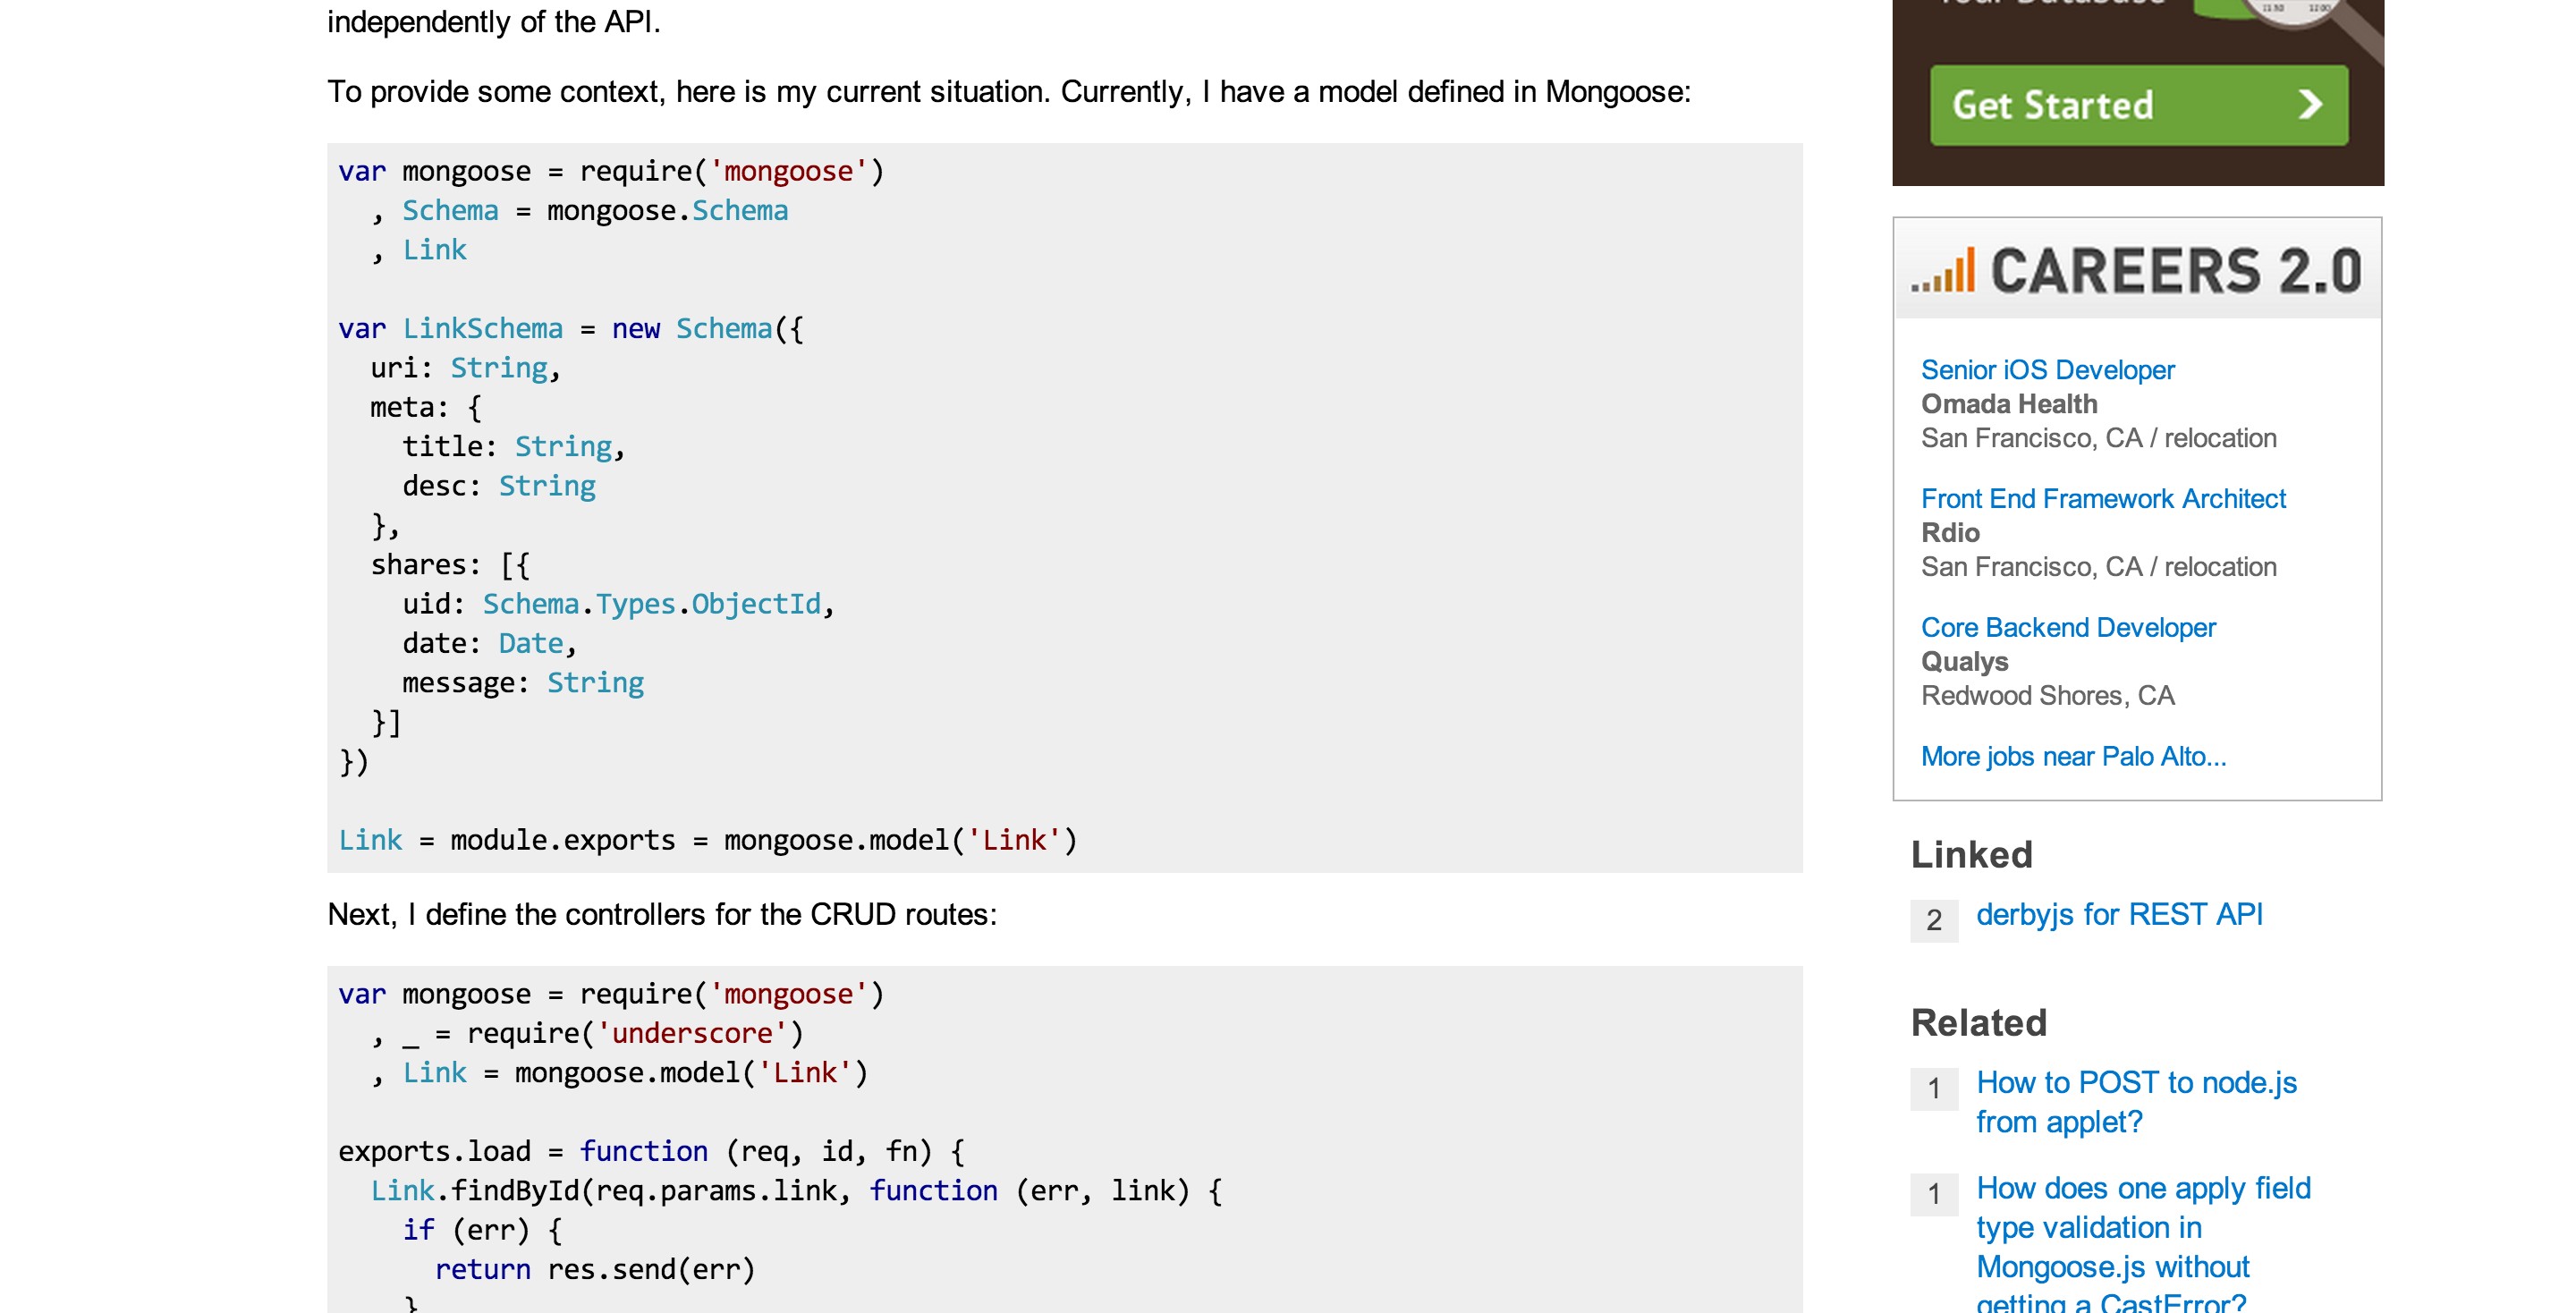 independently of the API.
To provide some context, here is my current situation. Currently, I have a model defined in Mongoose:
var mongoose = require('mongoose')
  , Schema = mongoose.Schema
  , Link
var LinkSchema = new Schema({
  uri: String,
  meta: {
    title: String,
    desc: String
  },
  shares: [{
    uid: Schema.Types.ObjectId,
    date: Date,
    message: String
  }]
})
Link = module.exports = mongoose.model('Link')
Next, I define the controllers for the CRUD routes:
var mongoose = require('mongoose')
  , _ = require('underscore')
  , Link = mongoose.model('Link')
exports.load = function (req, id, fn) {
  Link.findById(req.params.link, function (err, link) {
    if (err) {
      return res.send(err)
    }
Your Database
Get Started
CAREERS 2.0
Senior iOS Developer
Omada Health
San Francisco, CA / relocation
Front End Framework Architect
Rdio
San Francisco, CA / relocation
Core Backend Developer
Qualys
Redwood Shores, CA
More jobs near Palo Alto...
Linked
2 derbyjs for REST API
Related
1 How to POST to node.js
from applet?
1 How does one apply field
type validation in
Mongoose.js without
getting a CastError?